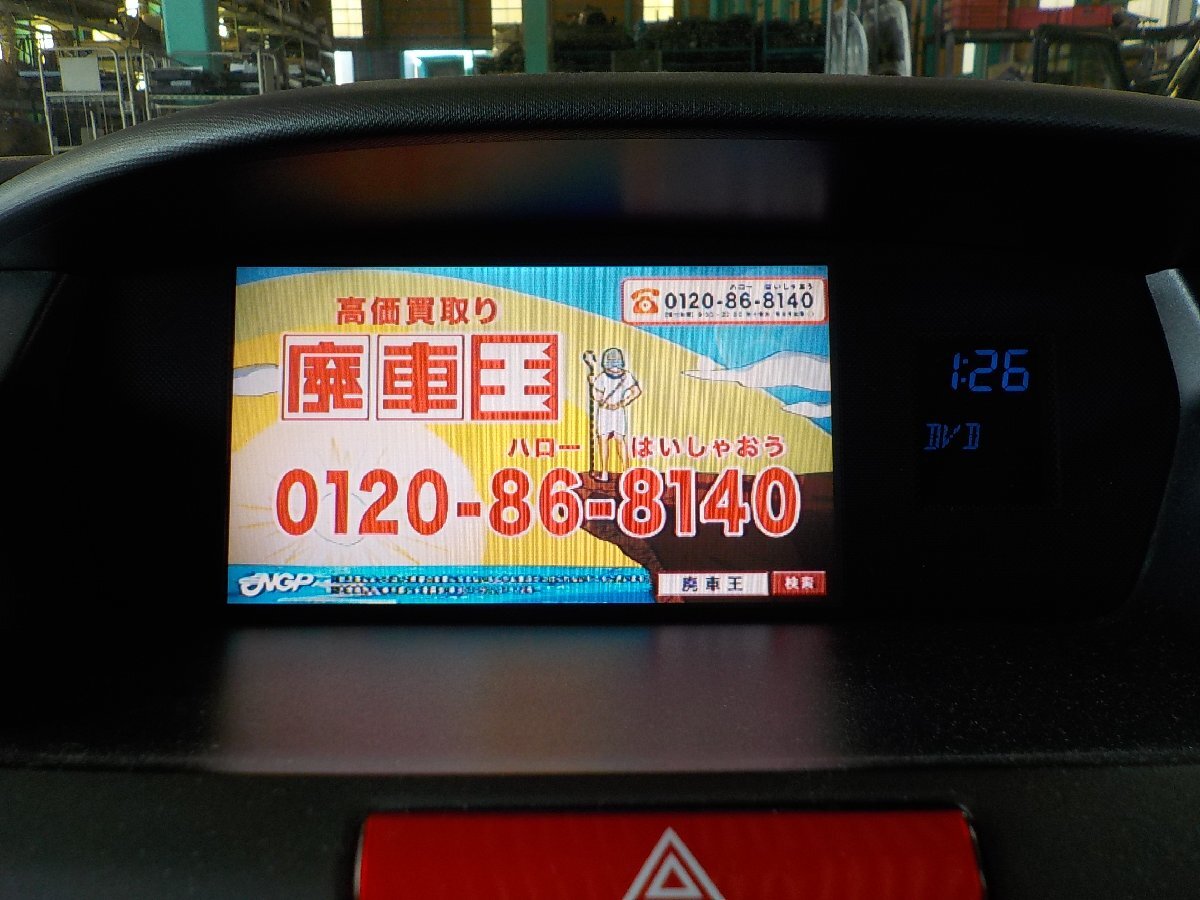 高価買取り
ハロー はいしゃおう
0120-86-8140
廃車王
ハロー はいしゃおう
0120-86-8140
NGP
廃車王 検索
1:26
DVD